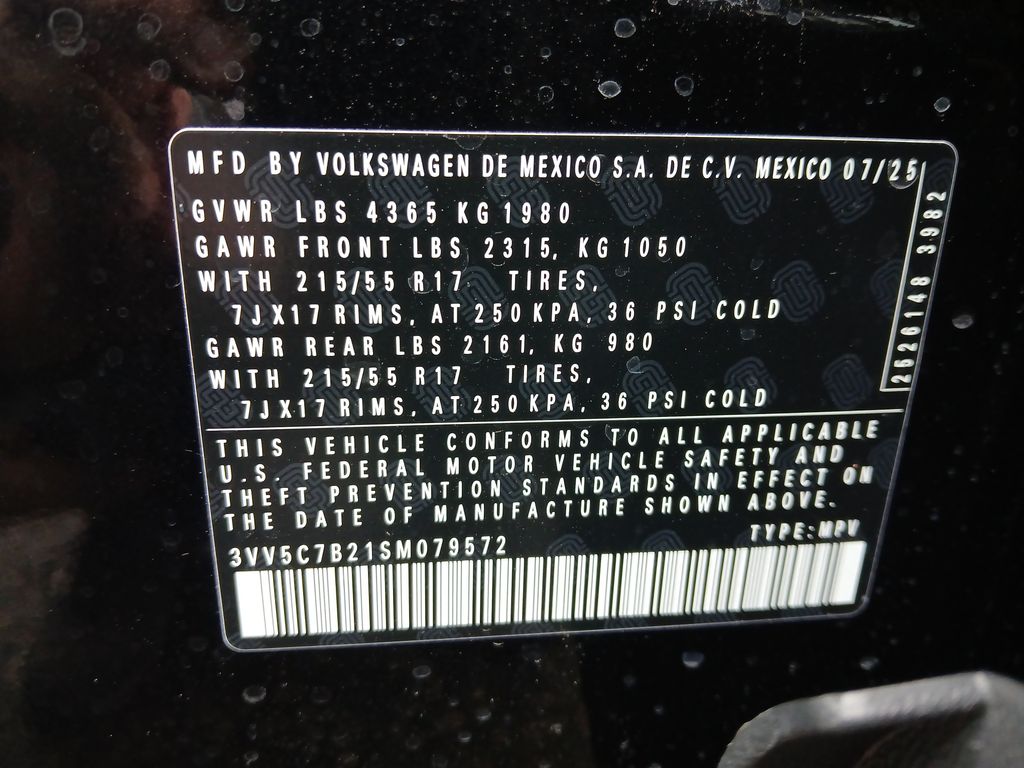 MFD BY VOLKSWAGEN DE MEXICO S.A. DE C.V. MEXICO 07/25
GVWR LBS 4365 KG 1980
GAWR FRONT LBS 2315, KG 1050
WITH 215/55 R17 TIRES,
7JX17 RIMS, AT 250 KPA, 36 PSI COLD
GAWR REAR LBS 2161, KG 980
WITH 215/55 R17 TIRES,
7JX17 RIMS, AT 250 KPA, 36 PSI COLD
2626148 3982
THIS VEHICLE CONFORMS TO ALL APPLICABLE
U.S. FEDERAL MOTOR VEHICLE SAFETY AND
THEFT PREVENTION STANDARDS IN EFFECT ON
THE DATE OF MANUFACTURE SHOWN ABOVE.
TYPE: MPV
3VV5C7B21SM079572